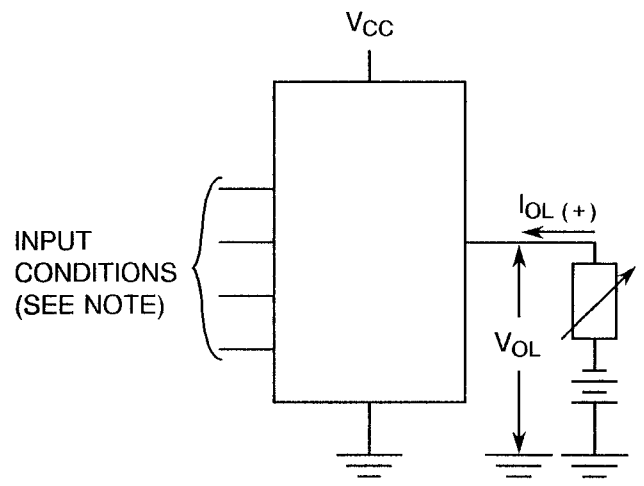 VCC
INPUT
CONDITIONS
(SEE NOTE)
IOL (+)
VOL